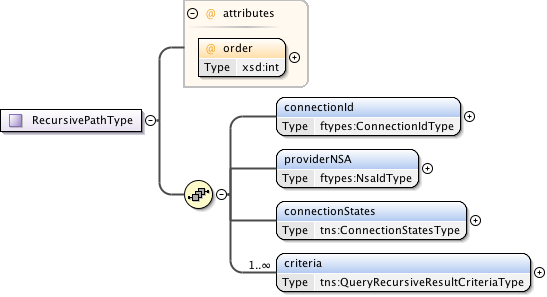 @ attributes
@ order
Type xsd:int
RecursivePathType
connectionId
Type ftypes:ConnectionIdType
providerNSA
Type ftypes:NsaIdType
connectionStates
Type tns:ConnectionStatesType
1..∞
criteria
Type tns:QueryRecursiveResultCriteriaType